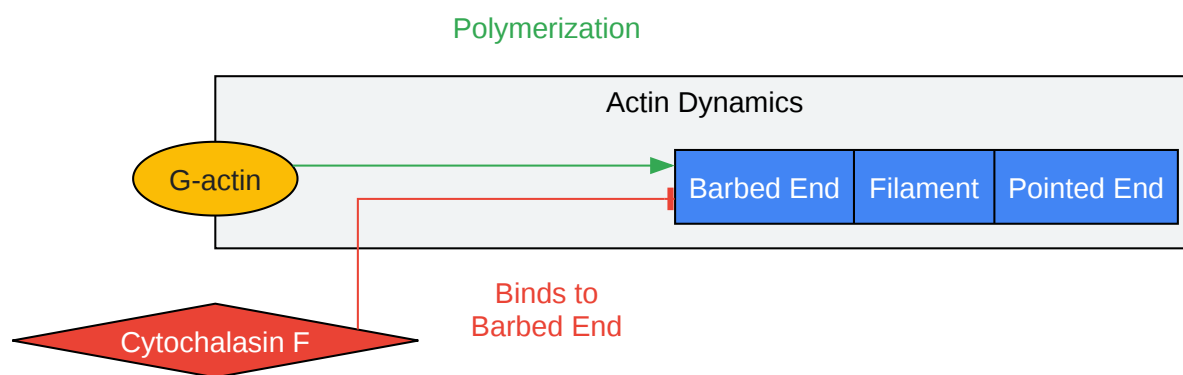 Polymerization
Actin Dynamics
G-actin
Barbed End
Filament
Pointed End
Binds to
Barbed End
Cytochalasin F